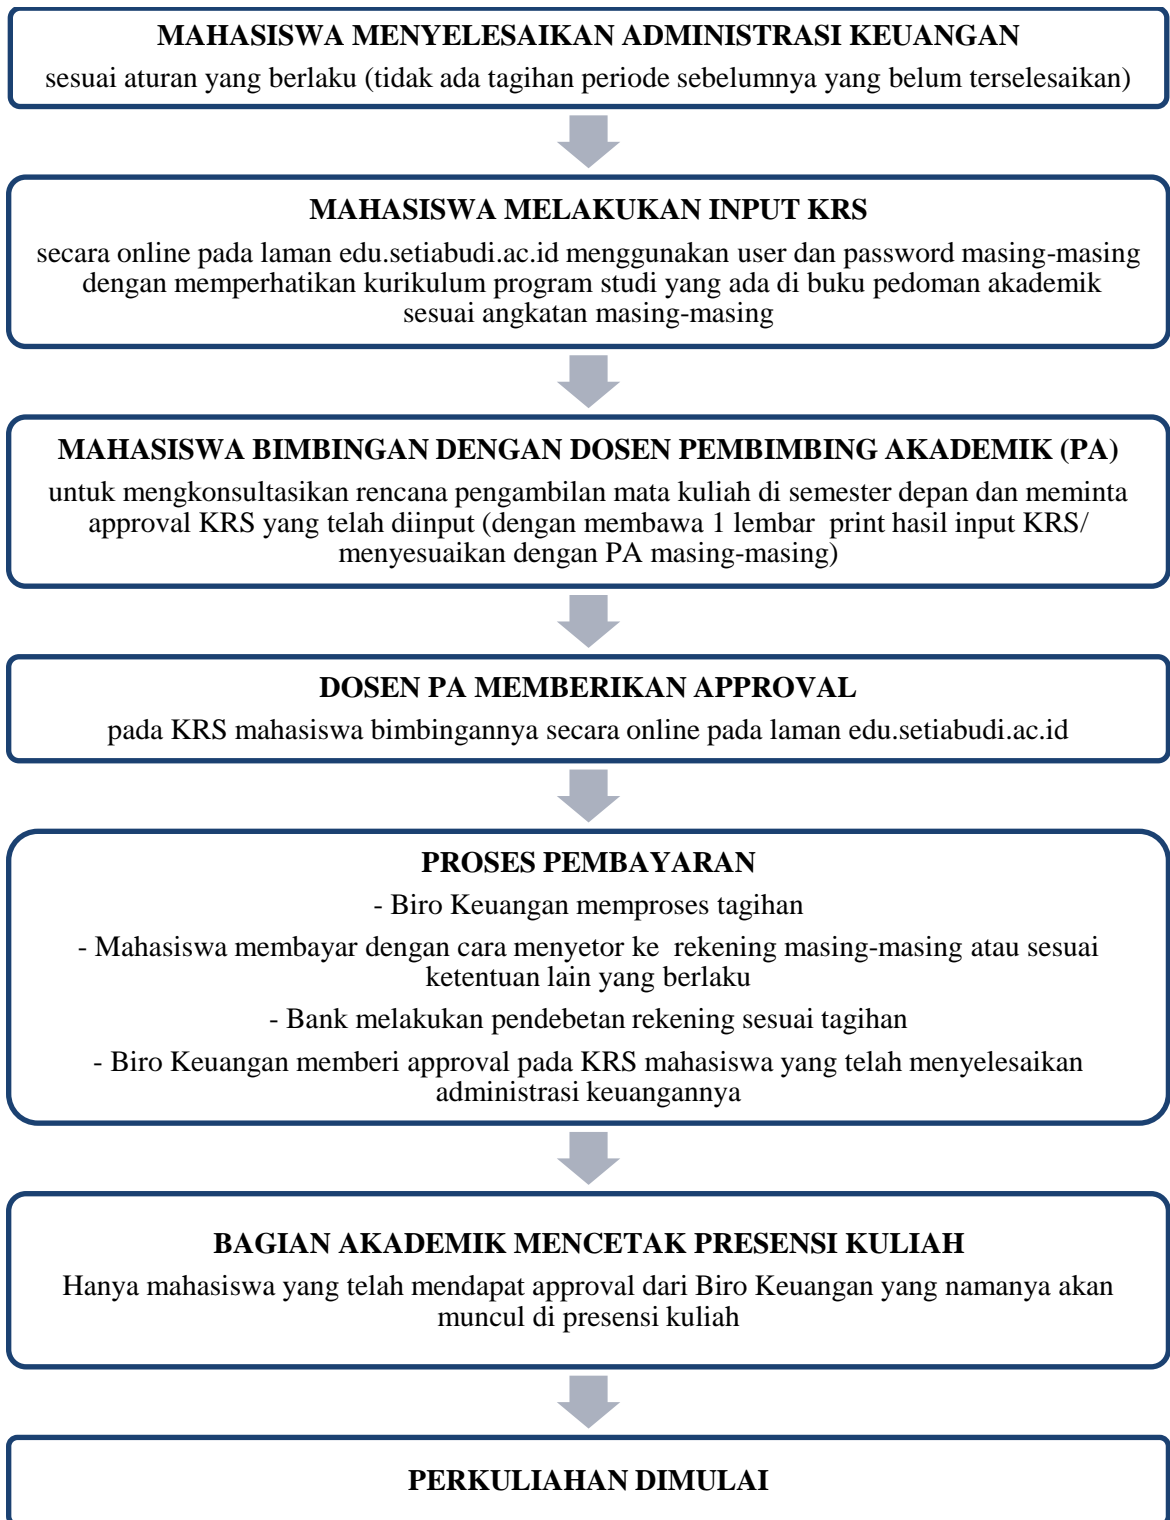 MAHASISWA MENYELESAIKAN ADMINISTRASI KEUANGAN
sesuai aturan yang berlaku (tidak ada tagihan periode sebelumnya yang belum terselesaikan)
MAHASISWA MELAKUKAN INPUT KRS
secara online pada laman edu.setiabudi.ac.id menggunakan user dan password masing-masing
dengan memperhatikan kurikulum program studi yang ada di buku pedoman akademik
sesuai angkatan masing-masing
MAHASISWA BIMBINGAN DENGAN DOSEN PEMBIMBING AKADEMIK (PA)
untuk mengkonsultasikan rencana pengambilan mata kuliah di semester depan dan meminta
approval KRS yang telah diinput (dengan membawa 1 lembar print hasil input KRS/
menyesuaikan dengan PA masing-masing)
DOSEN PA MEMBERIKAN APPROVAL
pada KRS mahasiswa bimbingannya secara online pada laman edu.setiabudi.ac.id
PROSES PEMBAYARAN
- Biro Keuangan memproses tagihan
- Mahasiswa membayar dengan cara menyetor ke rekening masing-masing atau sesuai
ketentuan lain yang berlaku
- Bank melakukan pendebetan rekening sesuai tagihan
- Biro Keuangan memberi approval pada KRS mahasiswa yang telah menyelesaikan
administrasi keuangannya
BAGIAN AKADEMIK MENCETAK PRESENSI KULIAH
Hanya mahasiswa yang telah mendapat approval dari Biro Keuangan yang namanya akan
muncul di presensi kuliah
PERKULIAHAN DIMULAI